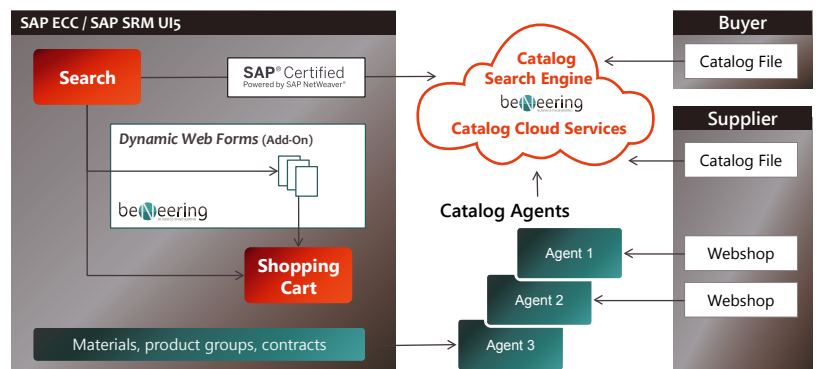 SAP ECC / SAP SRM UI5
Search
SAP® Certified
Powered by SAP NetWeaver®
Dynamic Web Forms (Add-On)
beNeering
Shopping
Cart
Materials, product groups, contracts
Catalog
Search Engine
beNeering
Catalog Cloud Services
Catalog Agents
Agent 1
Agent 2
Agent 3
Buyer
Catalog File
Supplier
Catalog File
Webshop
Webshop